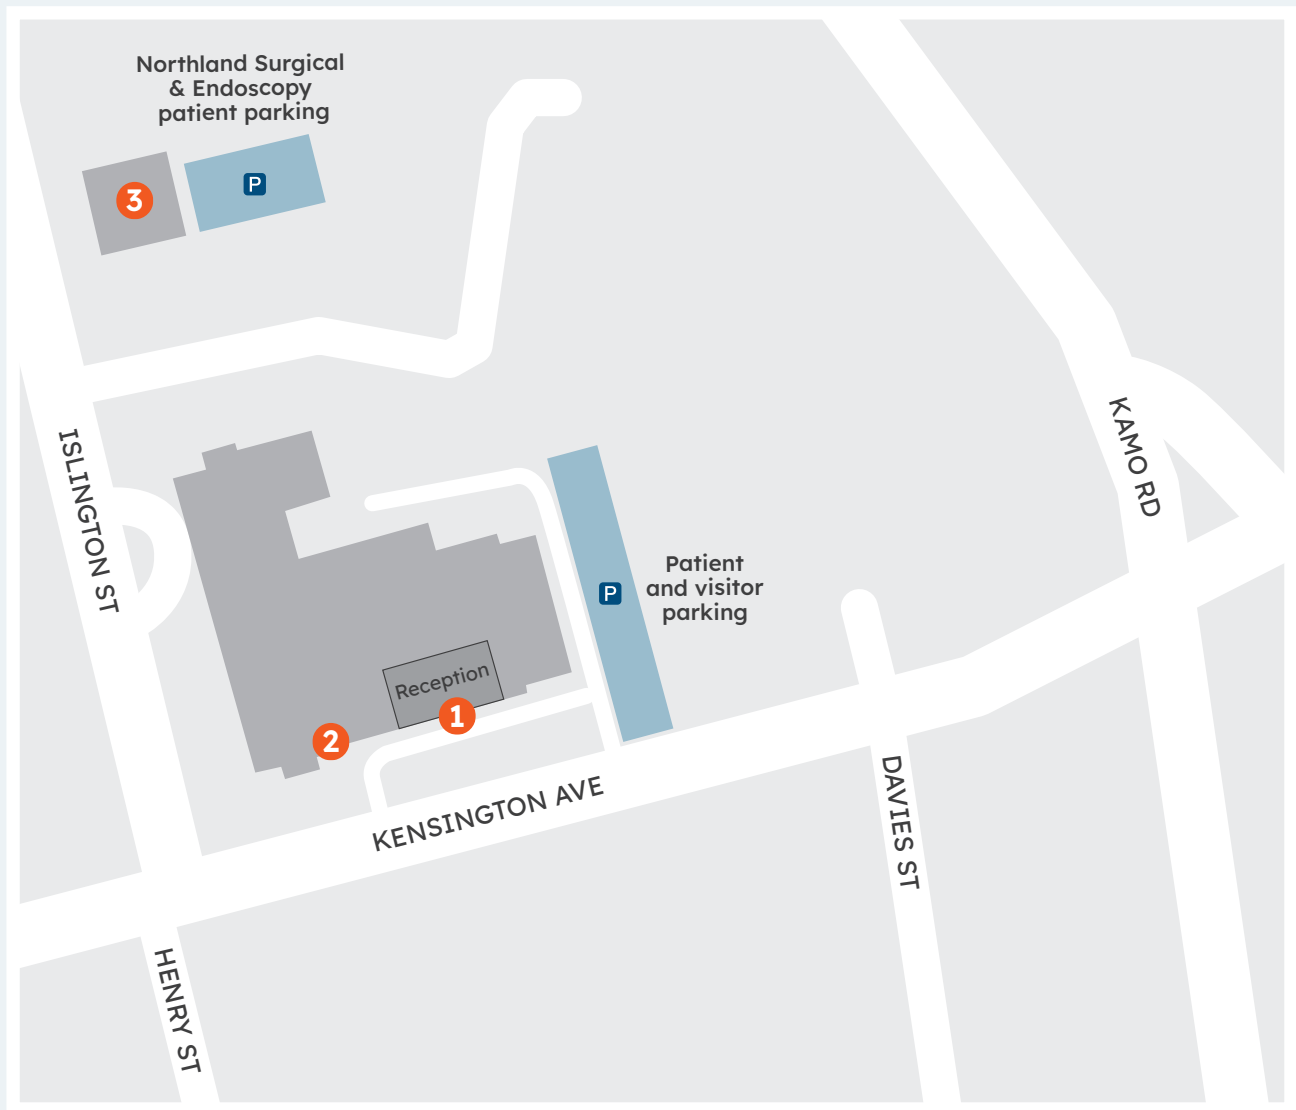 Northland Surgical
& Endoscopy
patient parking
P
3
ISLINGTON ST
KAMO RD
P
Patient
and visitor
parking
Reception
1
2
KENSINGTON AVE
DAVIES ST
HENRY ST